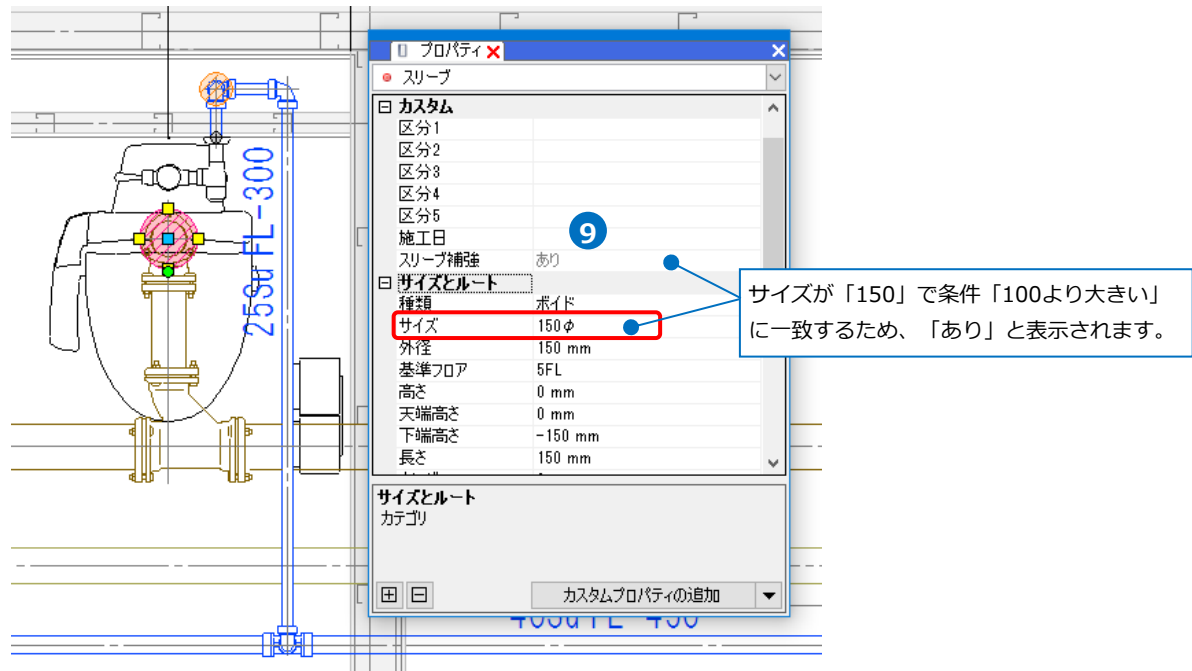 プロパティ
スリーブ
カスタム
区分1
区分2
区分3
区分4
区分5
施工日
スリーブ補強 あり
サイズとルート
種類 ボイド
サイズ 150φ
外径 150 mm
基準フロア 5FL
高さ 0 mm
天端高さ 0 mm
下端高さ -150 mm
長さ 150 mm
サイズとルート
カテゴリ
カスタムプロパティの追加
9
サイズが「150」で条件「100より大きい」
に一致するため、「あり」と表示されます。